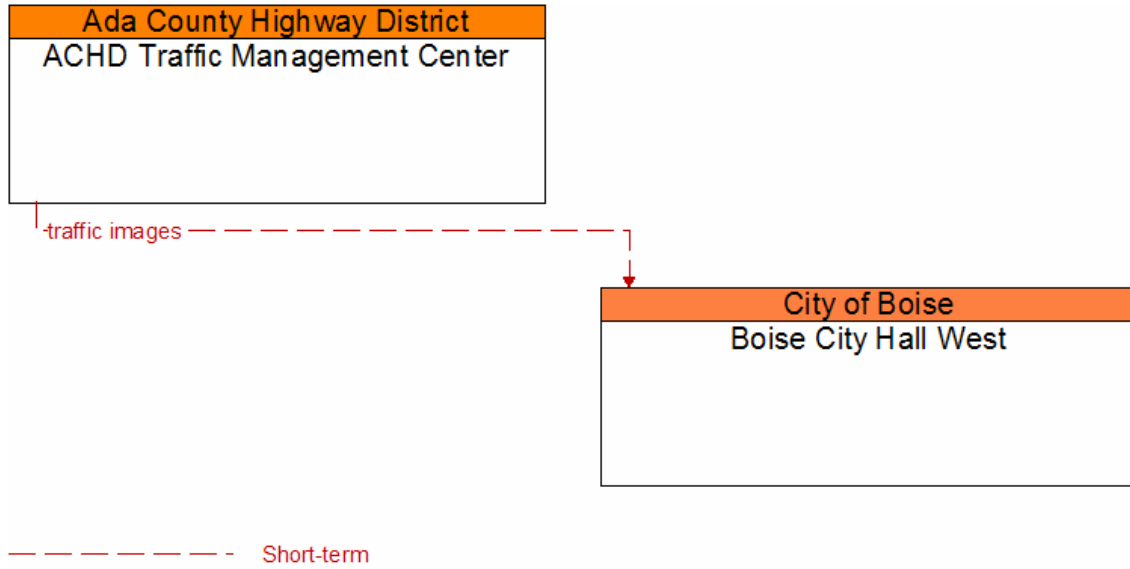 Ada County Highway District
ACHD Traffic Management Center
traffic images
City of Boise
Boise City Hall West
Short-term